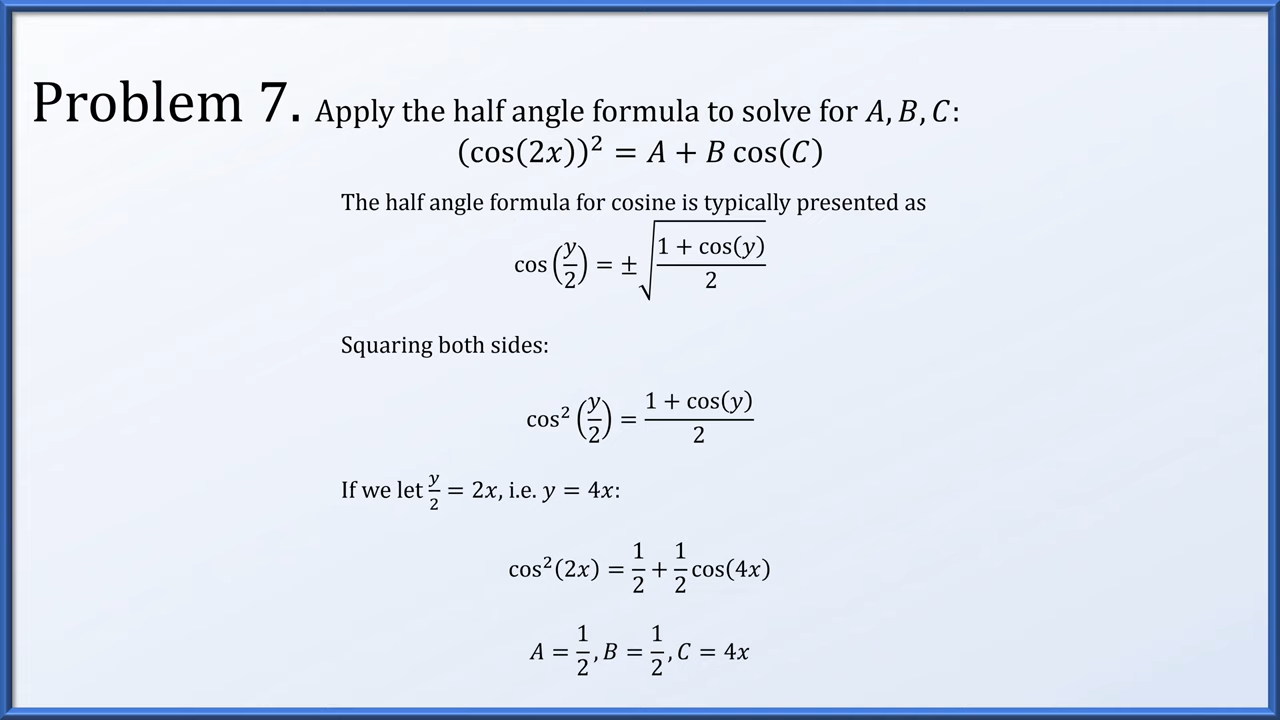 Problem 7. Apply the half angle formula to solve for A, B, C:
(cos(2x))² = A + B cos(C)
The half angle formula for cosine is typically presented as
cos(y/2) = ±√((1 + cos(y))/2)
Squaring both sides:
cos²(y/2) = (1 + cos(y))/2
If we let y/2 = 2x, i.e. y = 4x:
cos²(2x) = 1/2 + 1/2 cos(4x)
A = 1/2, B = 1/2, C = 4x